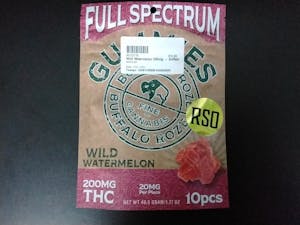 FULL SPECTRUM
GUMMIES
FINE
CANNABIS
BUFFALO ROZE
RSO
WILD
WATERMELON
200MG
THC
20MG
Per Piece
10pcs